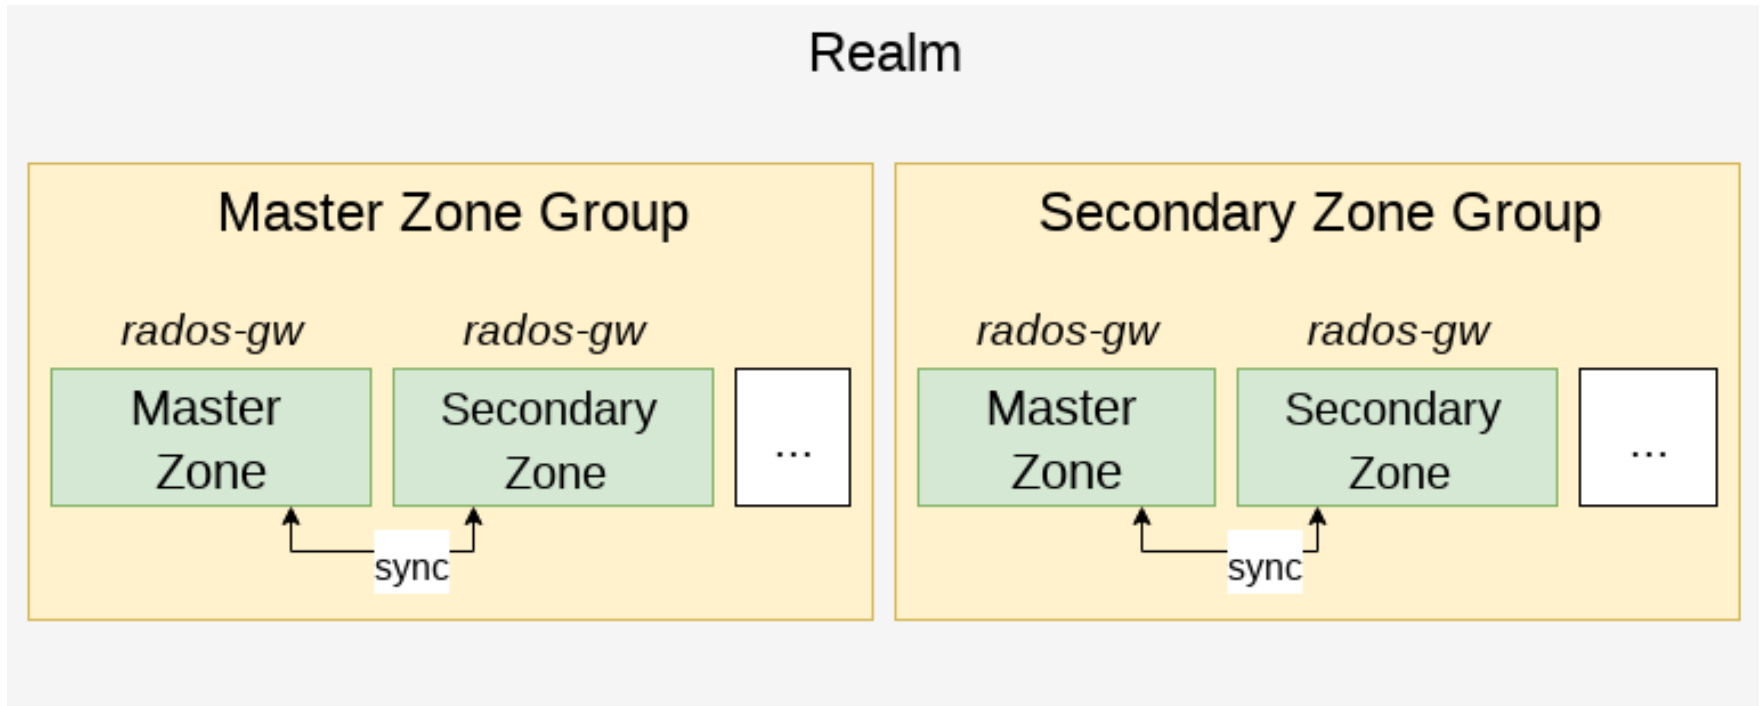 Realm
Master Zone Group
rados-gw
rados-gw
Master
Zone
Secondary
Zone
...
sync
Secondary Zone Group
rados-gw
rados-gw
Master
Zone
Secondary
Zone
...
sync